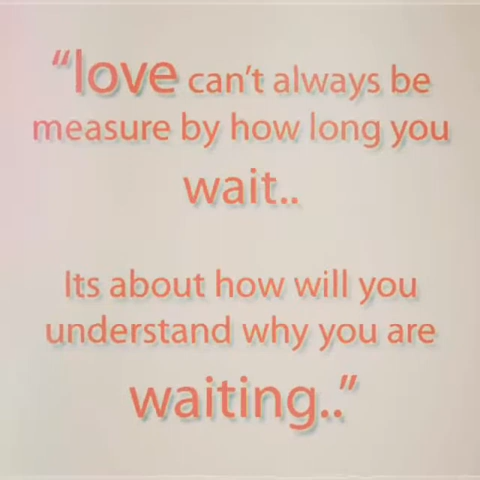 “love can’t always be
measure by how long you
wait..
Its about how will you
understand why you are
waiting..”